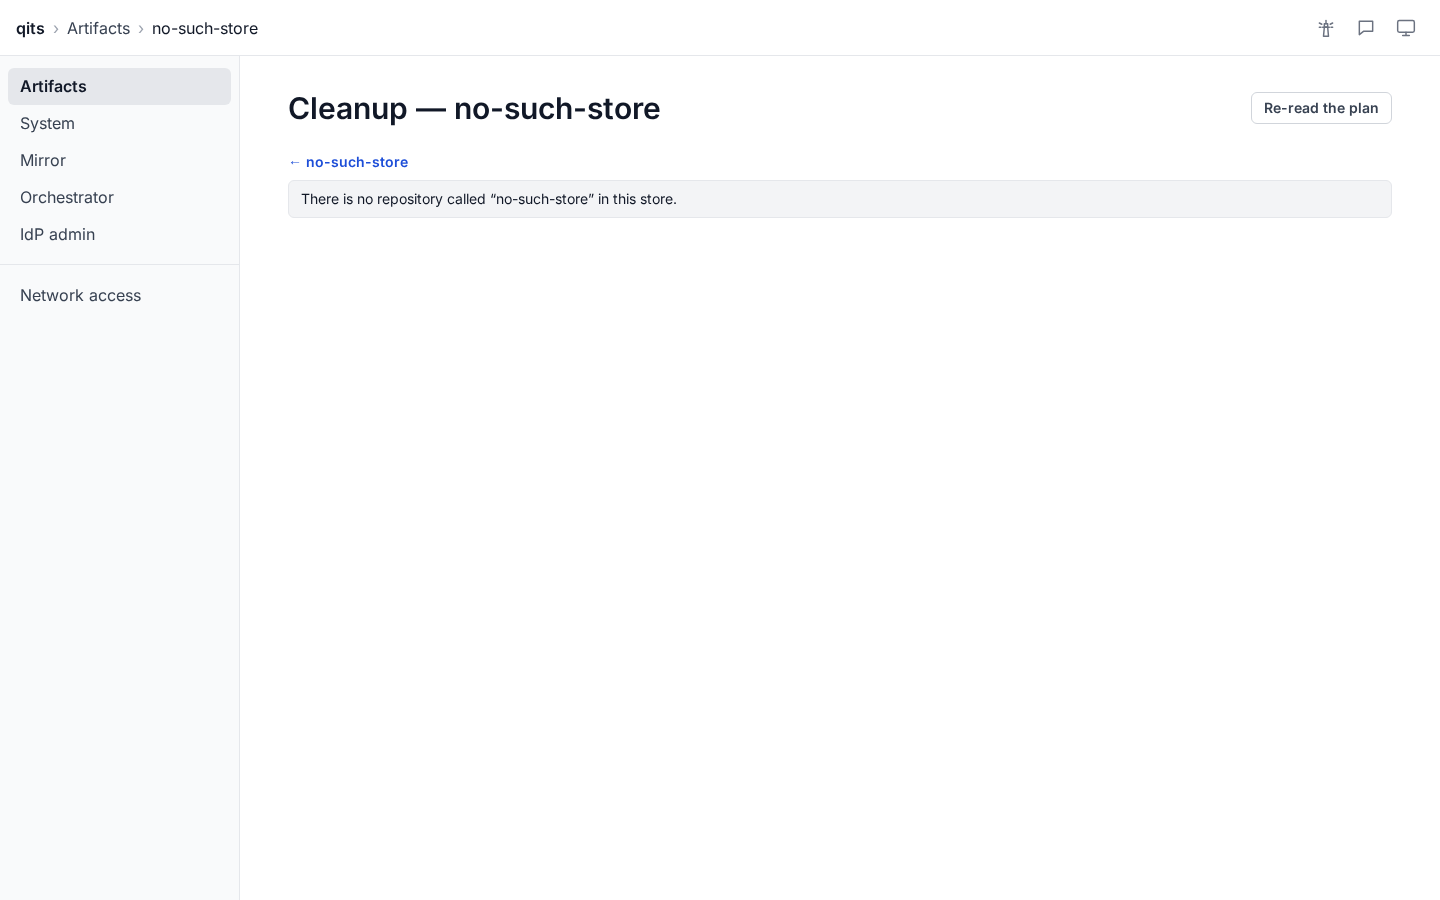 qits › Artifacts › no-such-store
Artifacts
System
Mirror
Orchestrator
IdP admin
Network access
Cleanup — no-such-store
Re-read the plan
← no-such-store
There is no repository called “no-such-store” in this store.